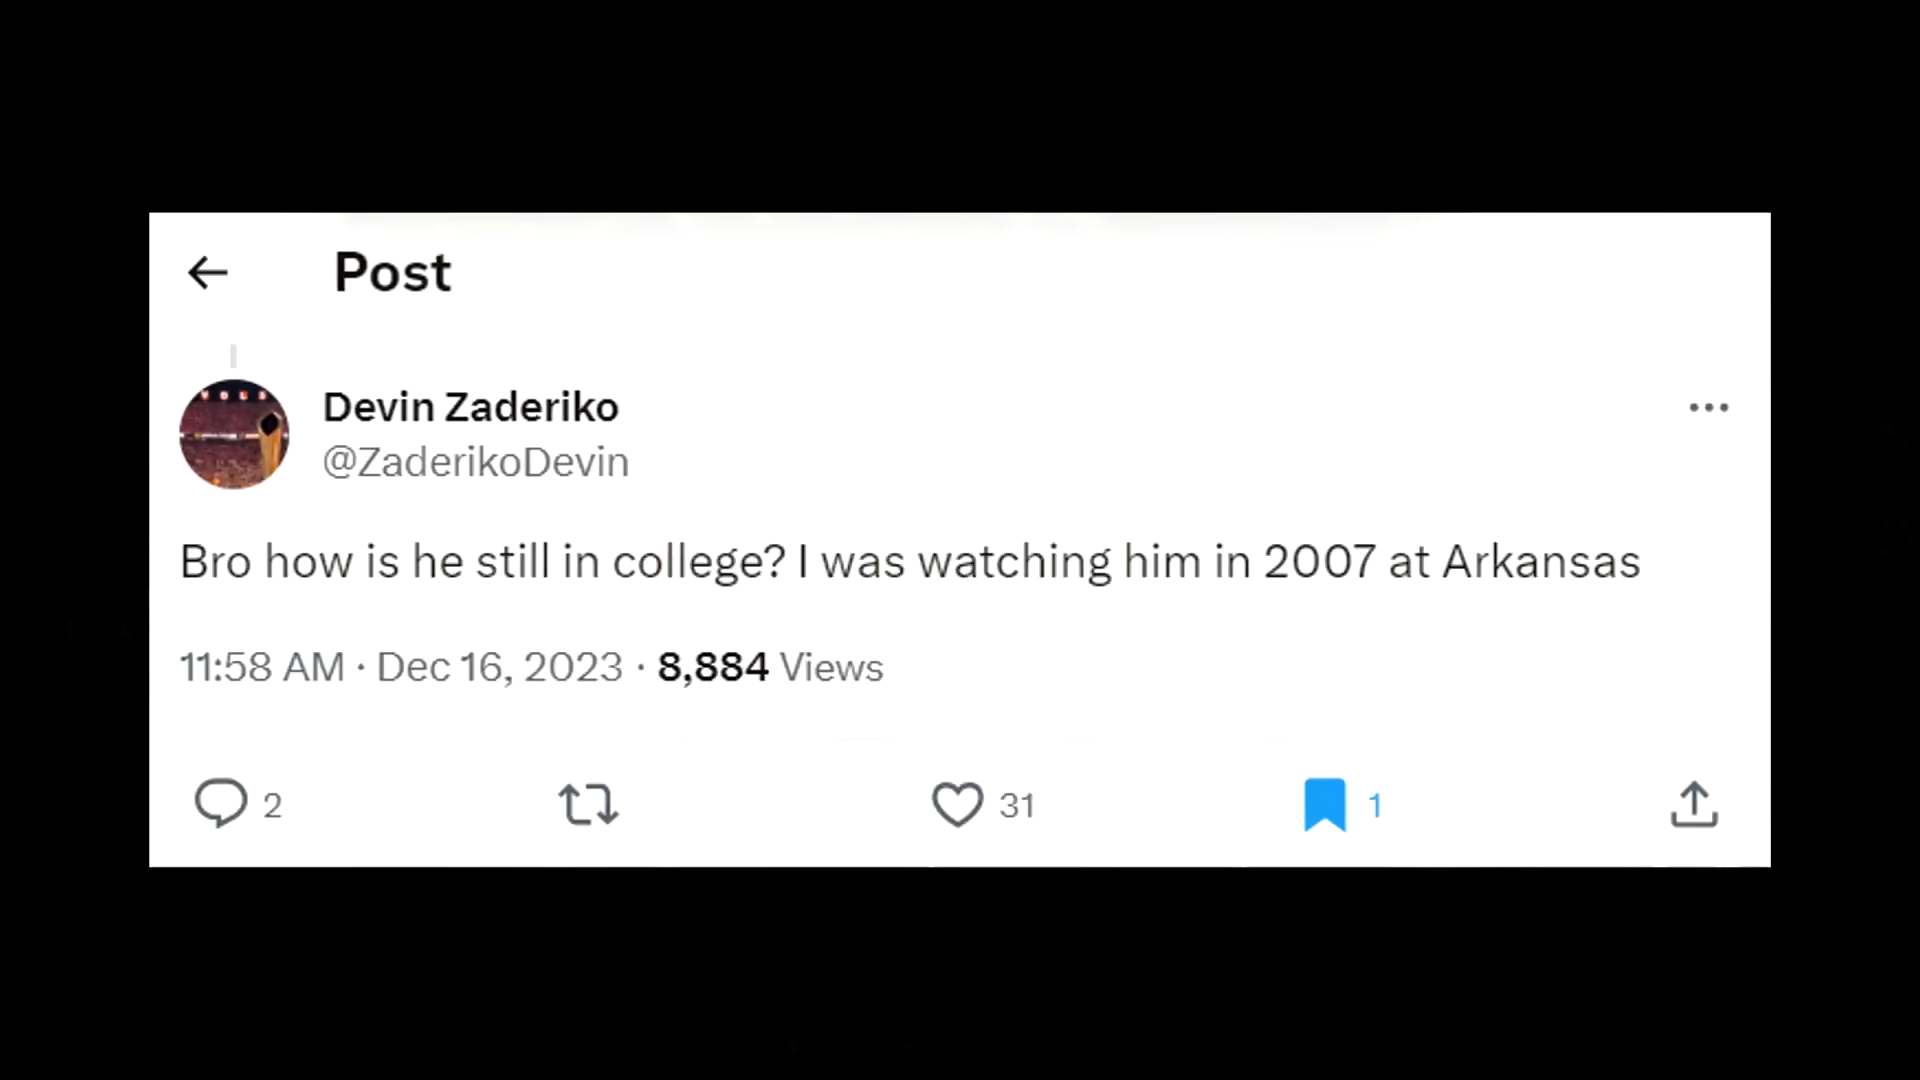 Post
VOLS
Devin Zaderiko
@ZaderikoDevin
Bro how is he still in college? I was watching him in 2007 at Arkansas
11:58 AM · Dec 16, 2023 · 8,884 Views
2
31
1